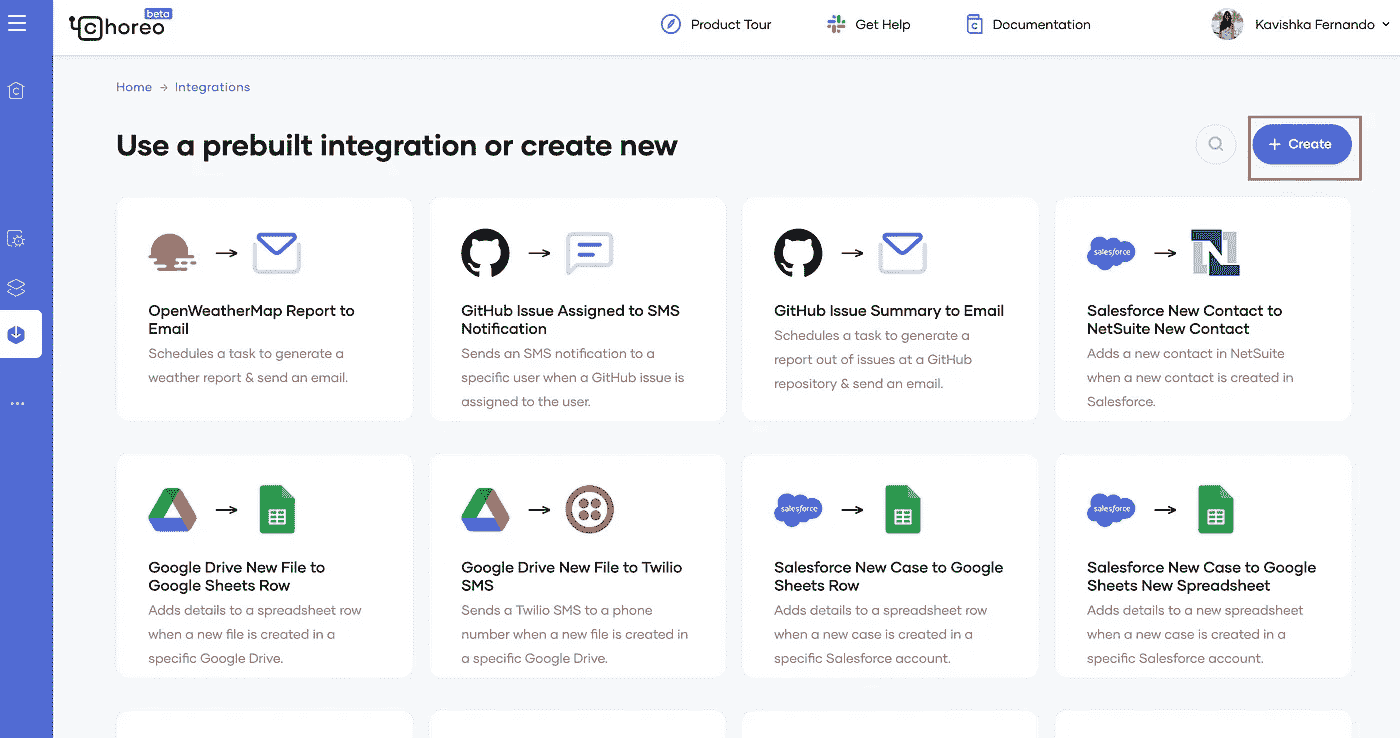 choreo beta
Product Tour
Get Help
Documentation
Kavishka Fernando
Home → Integrations
Use a prebuilt integration or create new
+ Create
OpenWeatherMap Report to
Email
Schedules a task to generate a
weather report & send an email.
GitHub Issue Assigned to SMS
Notification
Sends an SMS notification to a
specific user when a GitHub issue is
assigned to the user.
GitHub Issue Summary to Email
Schedules a task to generate a
report out of issues at a GitHub
repository & send an email.
salesforce
Salesforce New Contact to
NetSuite New Contact
Adds a new contact in NetSuite
when a new contact is created in
Salesforce.
Google Drive New File to
Google Sheets Row
Adds details to a spreadsheet row
when a new file is created in a
specific Google Drive.
Google Drive New File to Twilio
SMS
Sends a Twilio SMS to a phone
number when a new file is created in
a specific Google Drive.
salesforce
Salesforce New Case to Google
Sheets Row
Adds details to a spreadsheet row
when a new case is created in a
specific Salesforce account.
salesforce
Salesforce New Case to Google
Sheets New Spreadsheet
Adds details to a new spreadsheet
when a new case is created in a
specific Salesforce account.